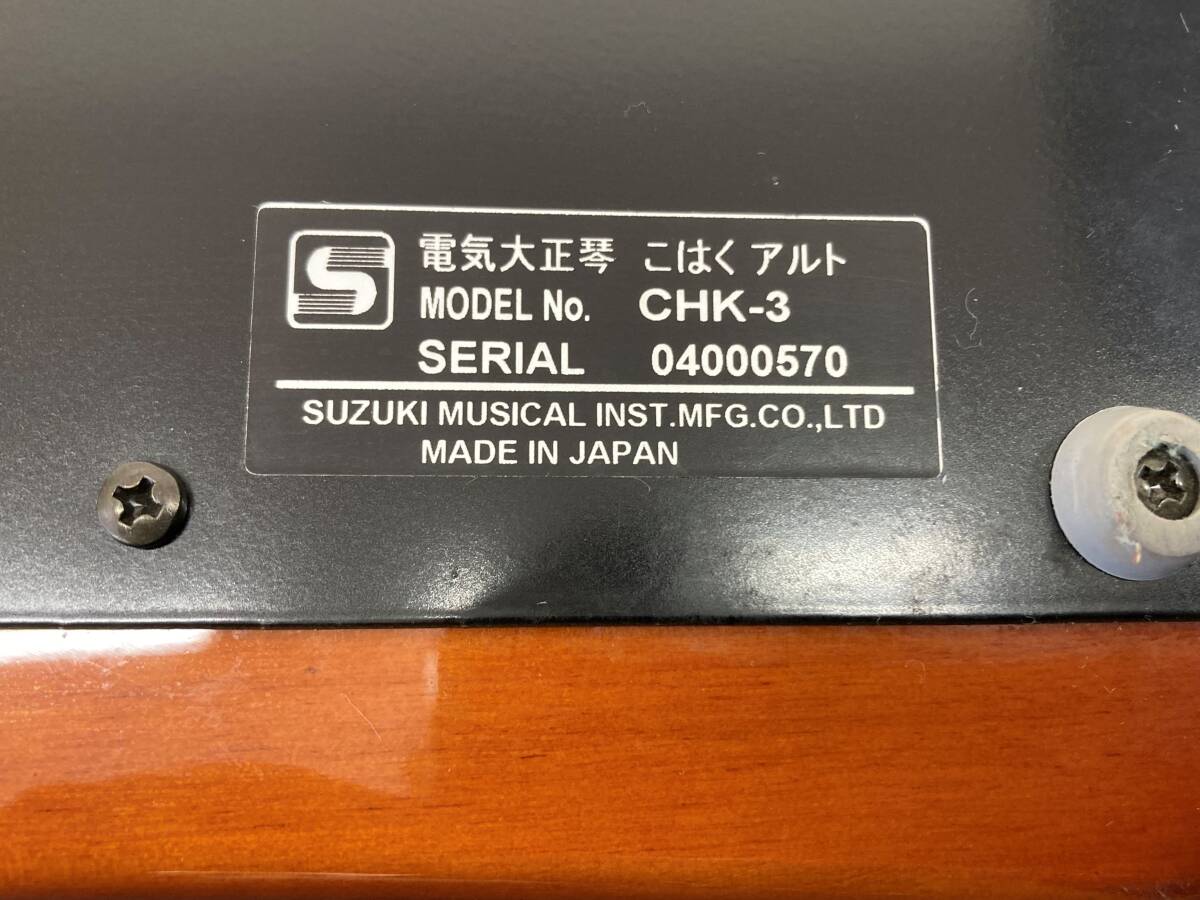 電気大正琴 こはく アルト
MODEL No. CHK-3
SERIAL 04000570
SUZUKI MUSICAL INST.MFG.CO.,LTD
MADE IN JAPAN